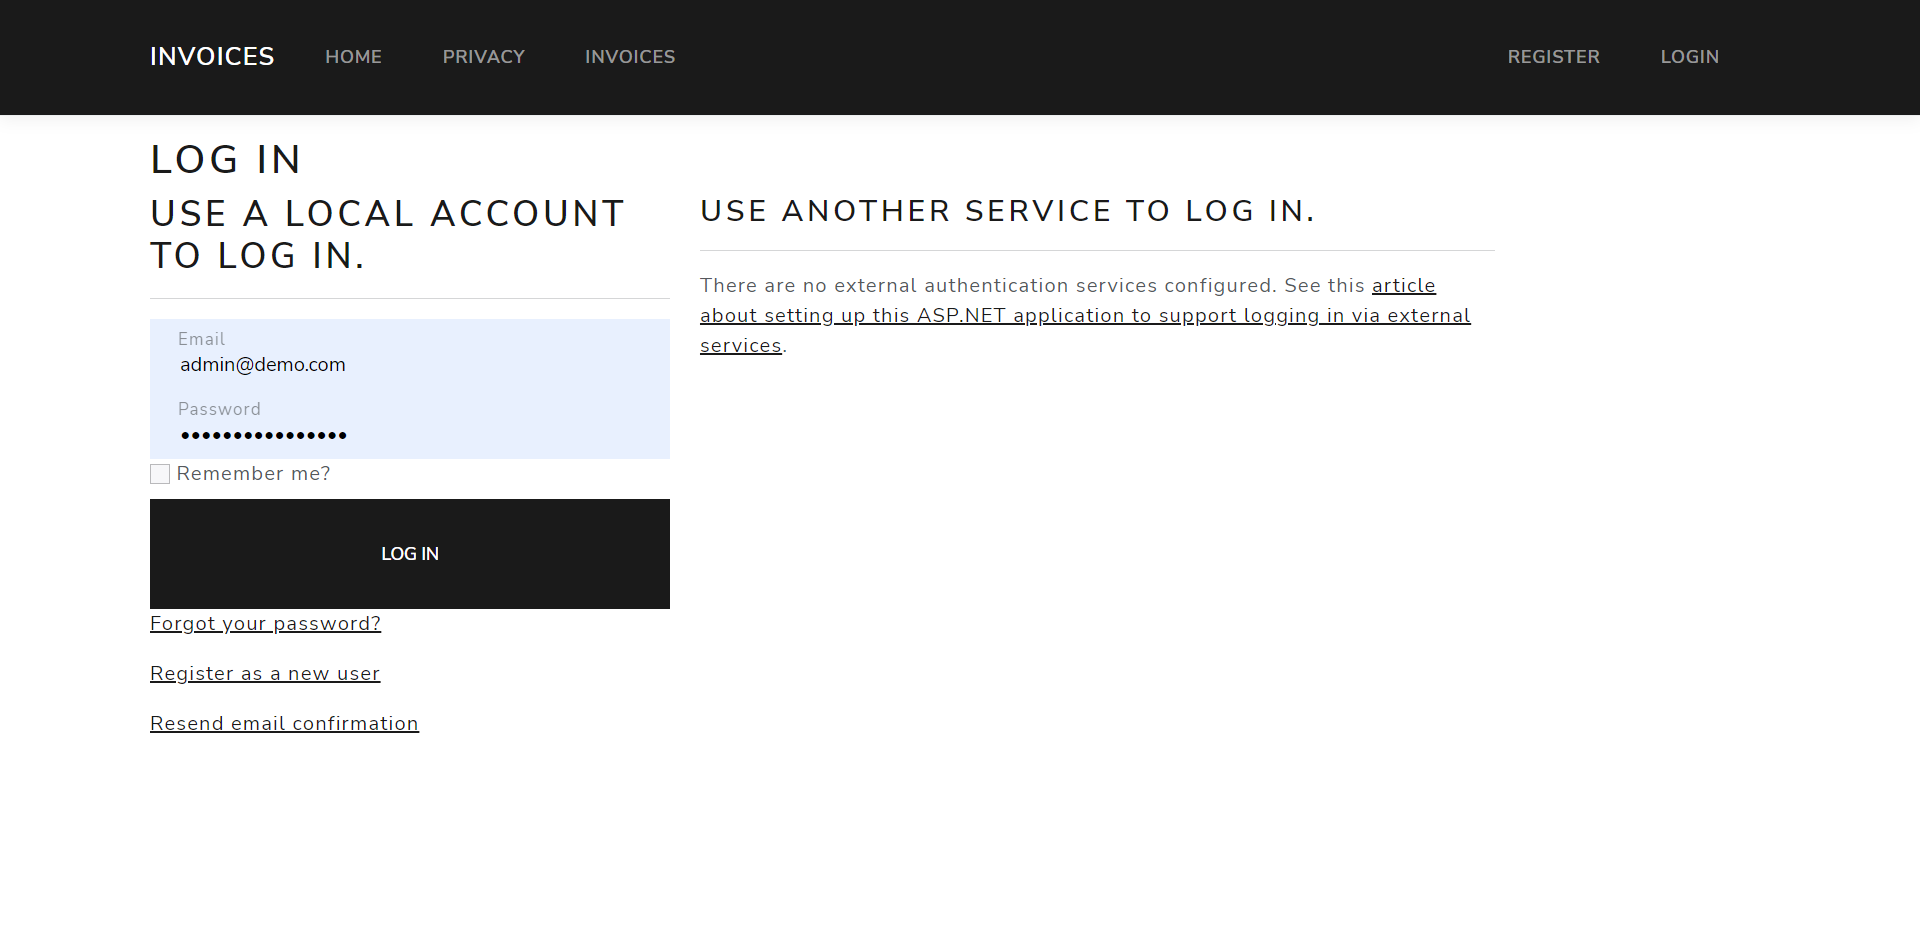 INVOICES HOME PRIVACY INVOICES REGISTER LOGIN
LOG IN
USE A LOCAL ACCOUNT
TO LOG IN.
Email
admin@demo.com
Password
••••••••••••••••
Remember me?
LOG IN
Forgot your password?
Register as a new user
Resend email confirmation
USE ANOTHER SERVICE TO LOG IN.
There are no external authentication services configured. See this article
about setting up this ASP.NET application to support logging in via external
services.